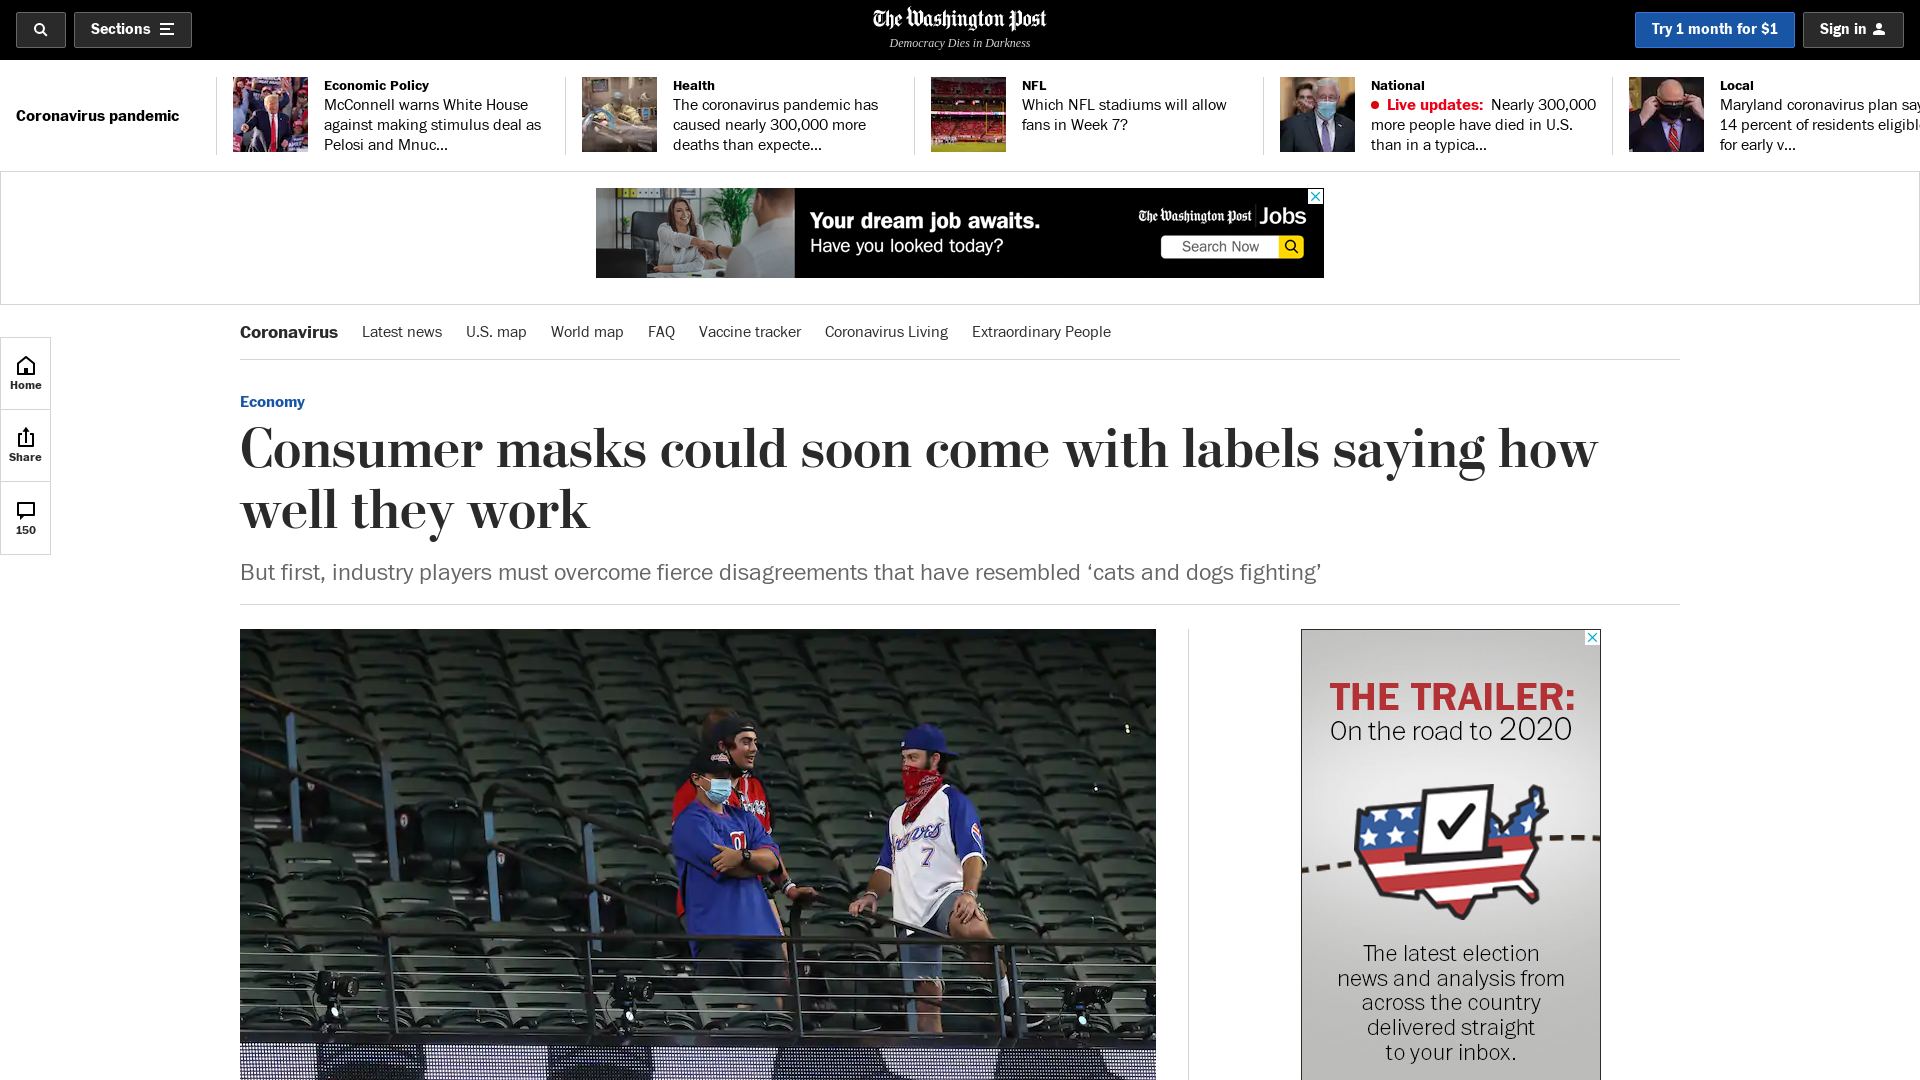 Sections
The Washington Post
Democracy Dies in Darkness
Try 1 month for $1
Sign in
Coronavirus pandemic
Economic Policy
McConnell warns White House
against making stimulus deal as
Pelosi and Mnuc...
Health
The coronavirus pandemic has
caused nearly 300,000 more
deaths than expecte...
NFL
Which NFL stadiums will allow
fans in Week 7?
National
Live updates: Nearly 300,000
more people have died in U.S.
than in a typica...
Local
Maryland coronavirus plan say
14 percent of residents eligibl
for early v...
Your dream job awaits.
Have you looked today?
The Washington Post Jobs
Search Now
Coronavirus Latest news U.S. map World map FAQ Vaccine tracker Coronavirus Living Extraordinary People
Home
Share
150
Economy
Consumer masks could soon come with labels saying how
well they work
But first, industry players must overcome fierce disagreements that have resembled ‘cats and dogs fighting’
Braves
7
THE TRAILER:
On the road to 2020
The latest election
news and analysis from
across the country
delivered straight
to your inbox.